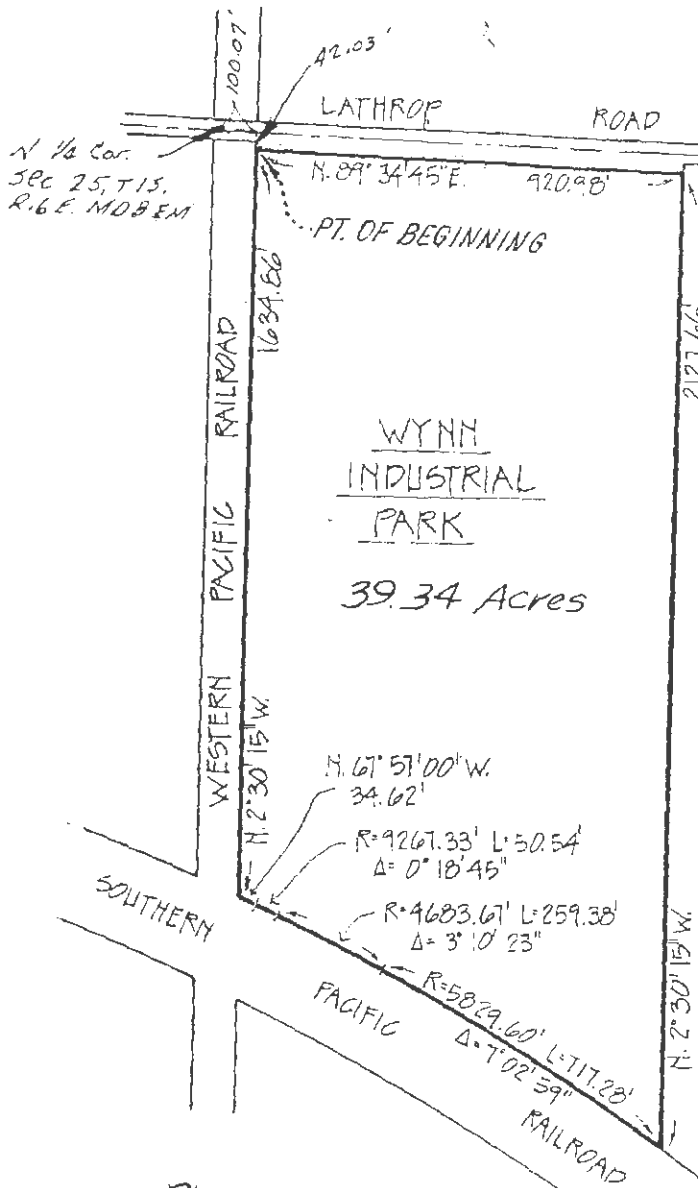 100.07'
42.03'
LATHROP ROAD
N 1/4 Cor.
Sec 25, T1S.
R.6E. MDB&M
N. 89° 34' 45" E. 920.98'
PT. OF BEGINNING
1634.86'
2127.66'
WYNN
INDUSTRIAL
PARK
39.34 Acres
WESTERN PACIFIC RAILROAD
N. 2° 30' 15" W.
N. 67° 57' 00" W.
34.62'
R=9267.33' L=50.54'
Δ= 0° 18' 45"
R=4683.67' L=259.38'
Δ= 3° 10' 23"
R=5829.60' L=717.28'
Δ= 7° 02' 59"
N. 2° 30' 15" W.
SOUTHERN PACIFIC RAILROAD